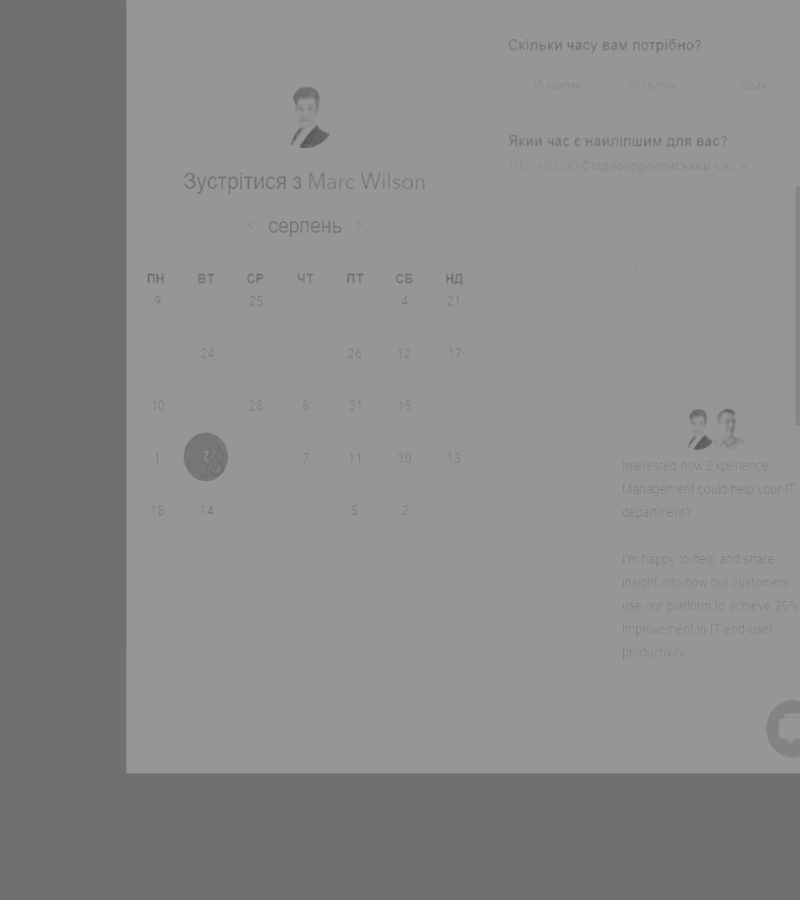 Скільки часу вам потрібно?
15 хвилин 30 хвилин 1 годин
Який час є найліпшим для вас?
UTC - 03:00 час
Зустрітися з Marc Wilson
серпень
ПН ВТ СР ЧТ ПТ СБ НД
9 25 4 21
24 26 12 17
10 28 8 31 15
1 7 11 30 13
18 14 5 2
Interested how Experience
Management could help your IT
department?
I'm happy to help and share
insight into how our customers
use our platform to achieve 26%
improvement in IT end-user
productivity